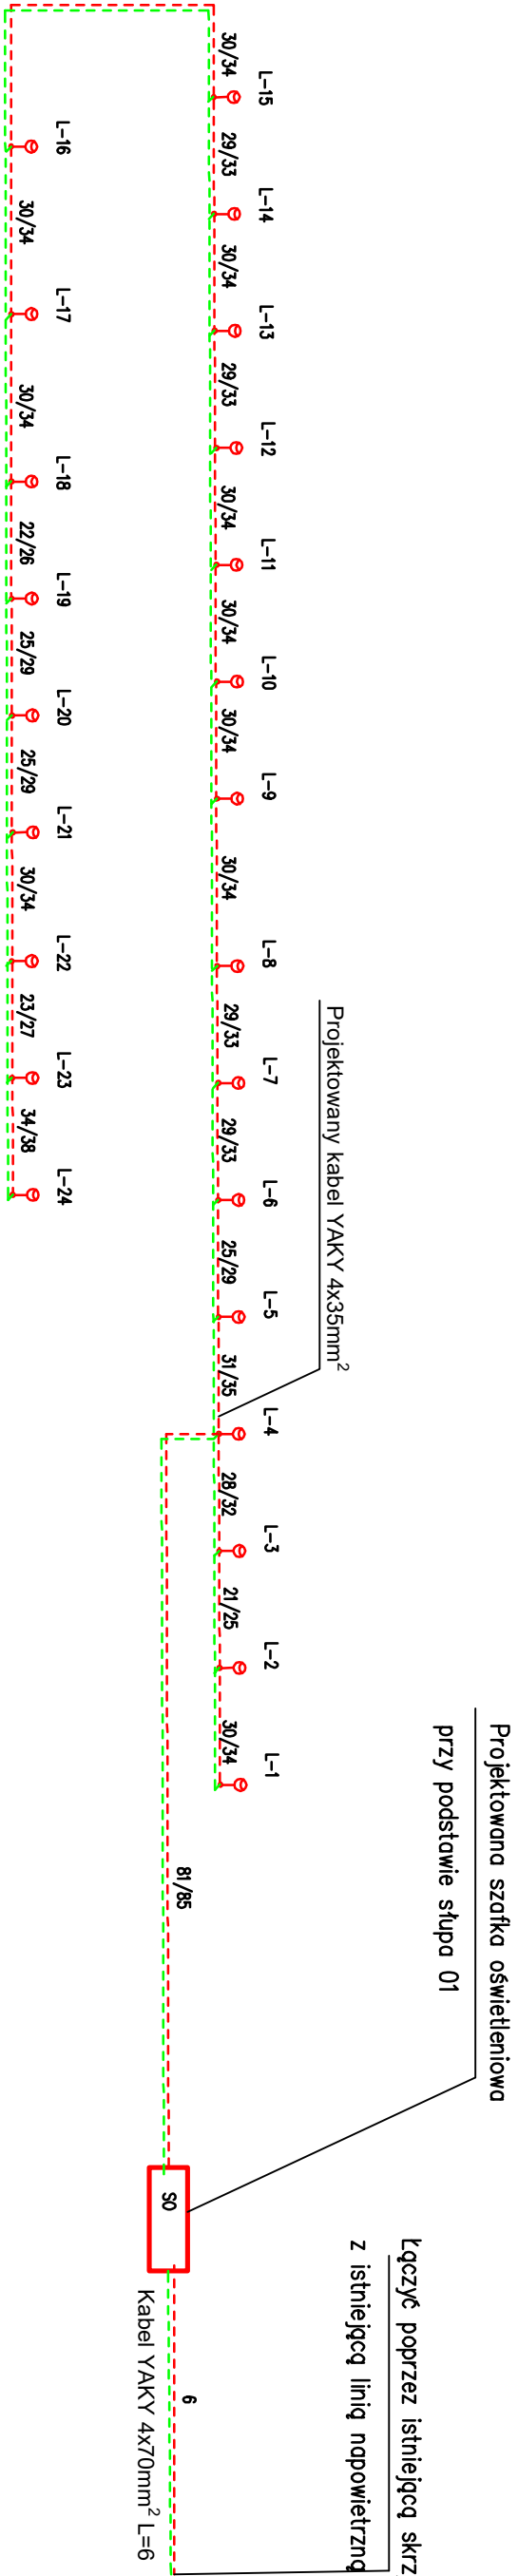 Projektowana szafka oświetleniowa
przy podstawie słupa 01
Łączyć poprzez istniejącą skrz
z istniejącą linią napowietrzną
Projektowany kabel YAKY 4x35mm²
L-15
L-14
L-13
L-12
L-11
L-10
L-9
L-8
L-7
L-6
L-5
L-4
L-3
L-2
L-1
30/34
29/33
30/34
29/33
30/34
30/34
30/34
30/34
29/33
29/33
25/29
31/35
28/32
21/25
30/34
81/85
SO
6
Kabel YAKY 4x70mm² L=6
L-16
L-17
L-18
L-19
L-20
L-21
L-22
L-23
L-24
30/34
30/34
22/26
25/29
25/29
30/34
23/27
34/38